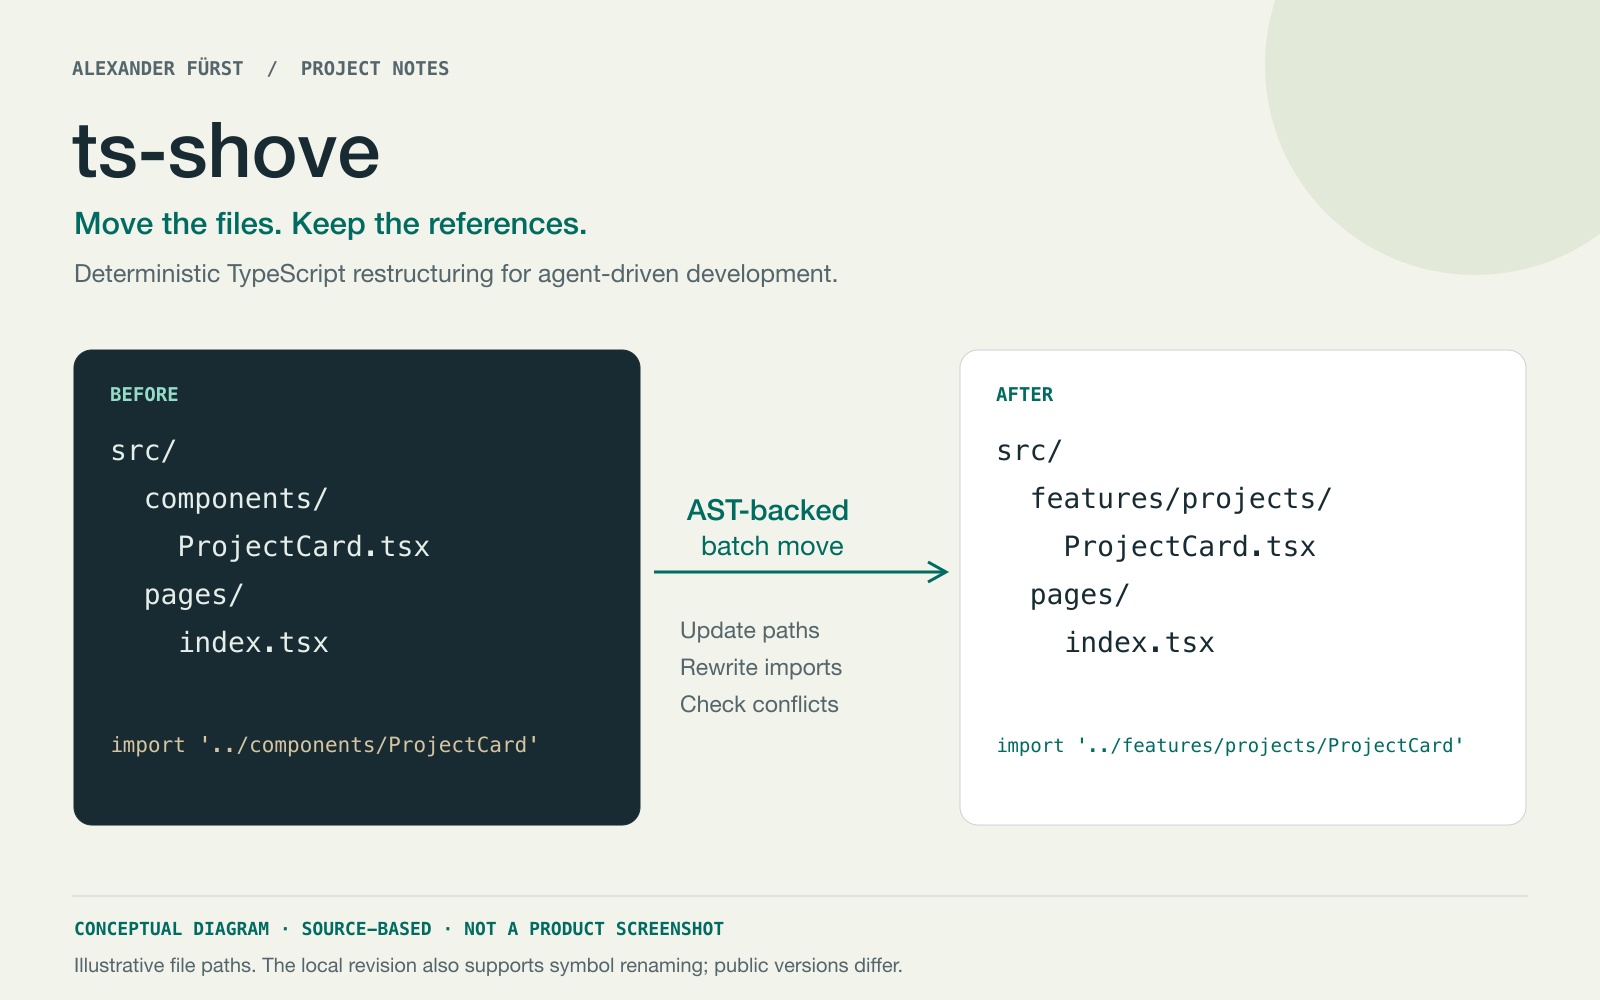 ALEXANDER FÜRST / PROJECT NOTES
ts-shove
Move the files. Keep the references.
Deterministic TypeScript restructuring for agent-driven development.
BEFORE
src/
components/
ProjectCard.tsx
pages/
index.tsx
import '../components/ProjectCard'
AST-backed
batch move
Update paths
Rewrite imports
Check conflicts
AFTER
src/
features/projects/
ProjectCard.tsx
pages/
index.tsx
import '../features/projects/ProjectCard'
CONCEPTUAL DIAGRAM · SOURCE–BASED · NOT A PRODUCT SCREENSHOT
Illustrative file paths. The local revision also supports symbol renaming; public versions differ.